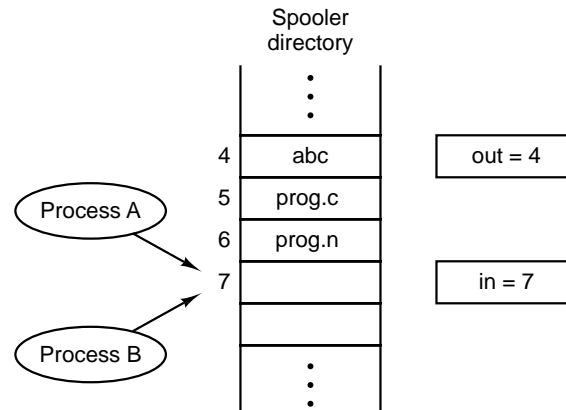 Spooler
directory
4 abc out = 4
5 prog.c
Process A
6 prog.n
7 in = 7
Process B